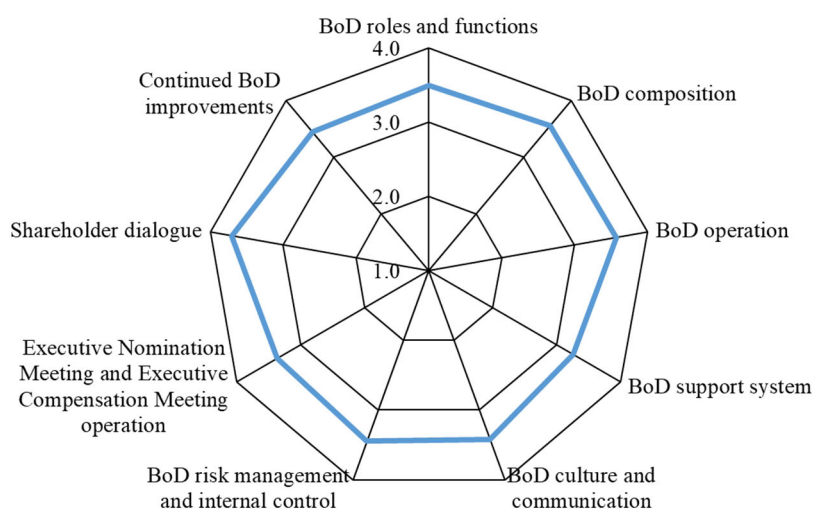 BoD roles and functions
4.0
Continued BoD
improvements
BoD composition
3.0
2.0
Shareholder dialogue
BoD operation
1.0
Executive Nomination
Meeting and Executive
Compensation Meeting
operation
BoD support system
BoD risk management
and internal control
BoD culture and
communication